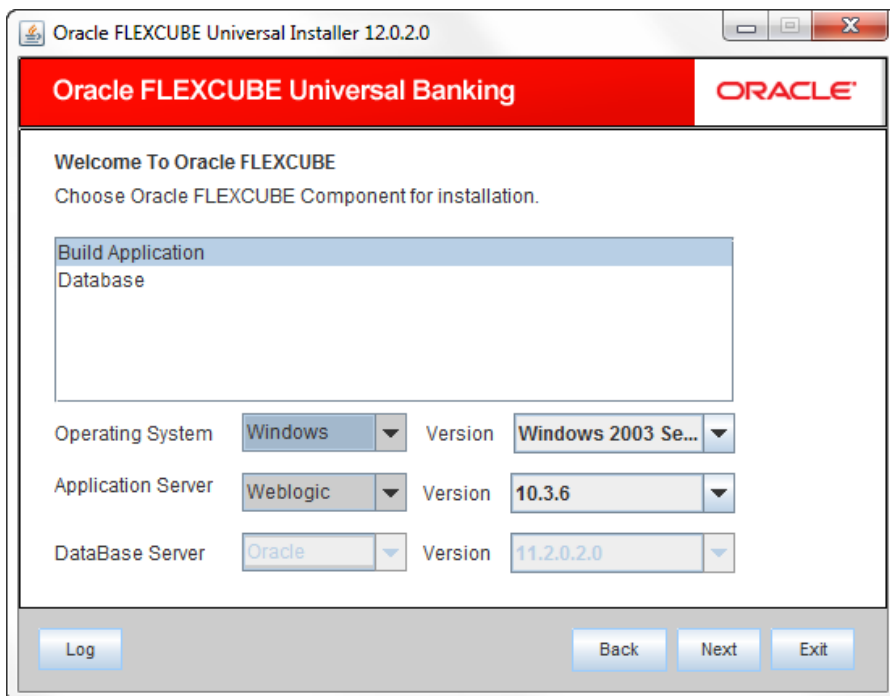 Oracle FLEXCUBE Universal Installer 12.0.2.0
Oracle FLEXCUBE Universal Banking
ORACLE
Welcome To Oracle FLEXCUBE
Choose Oracle FLEXCUBE Component for installation.
Build Application
Database
Operating System Windows Version Windows 2003 Se...
Application Server Weblogic Version 10.3.6
DataBase Server Oracle Version 11.2.0.2.0
Log Back Next Exit